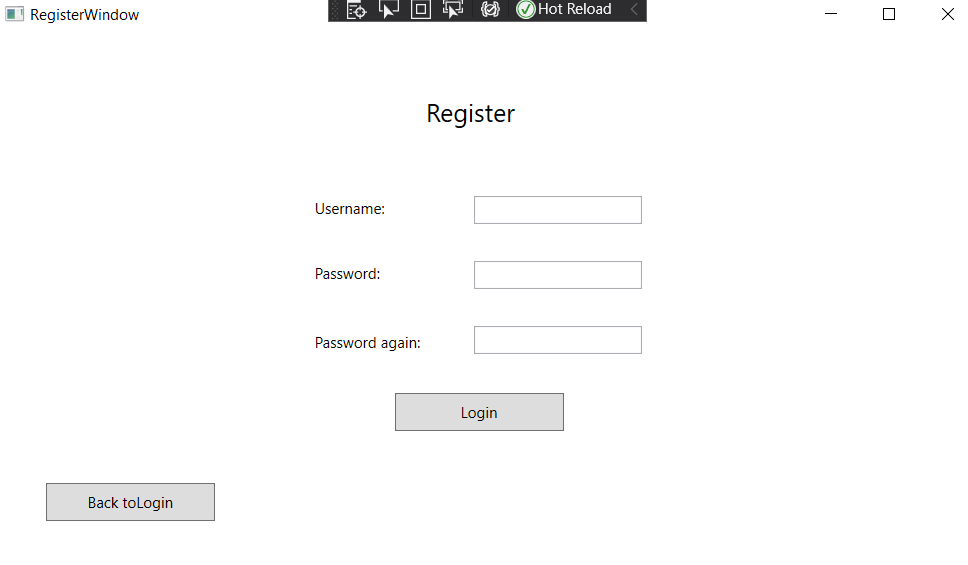 RegisterWindow
Hot Reload
Register
Username:
Password:
Password again:
Login
Back toLogin